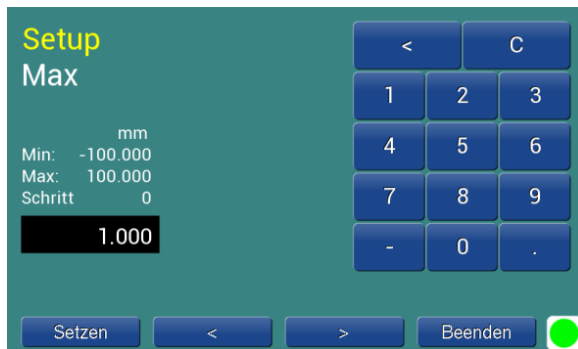 Setup
Max
mm
Min: -100.000
Max: 100.000
Schritt 0
1.000
< C
1 2 3
4 5 6
7 8 9
- 0 .
Setzen < > Beenden